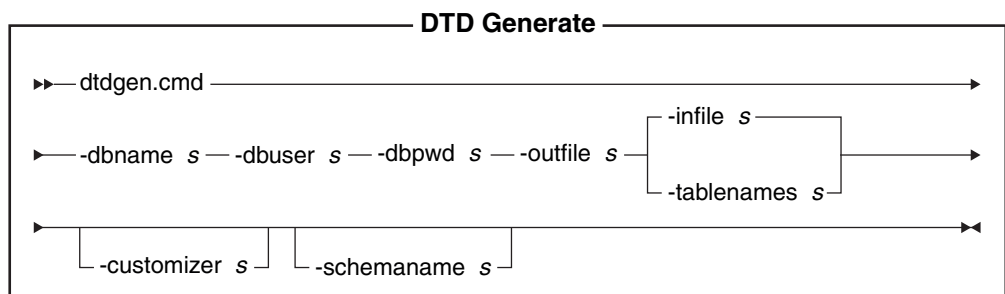 DTD Generate
dtdgen.cmd
-dbname s -dbuser s -dbpwd s -outfile s -infile s
-tablenames s
-customizer s -schemaname s